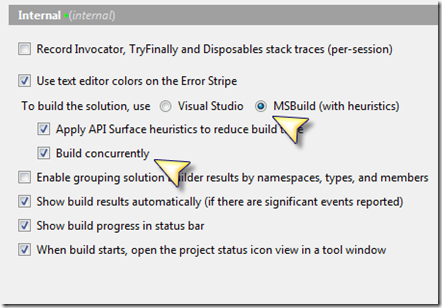 Internal (internal)
Record Invocator, TryFinally and Disposables stack traces (per-session)
Use text editor colors on the Error Stripe
To build the solution, use Visual Studio MSBuild (with heuristics)
Apply API Surface heuristics to reduce build
Build concurrently
Enable grouping solution builder results by namespaces, types, and members
Show build results automatically (if there are significant events reported)
Show build progress in status bar
When build starts, open the project status icon view in a tool window